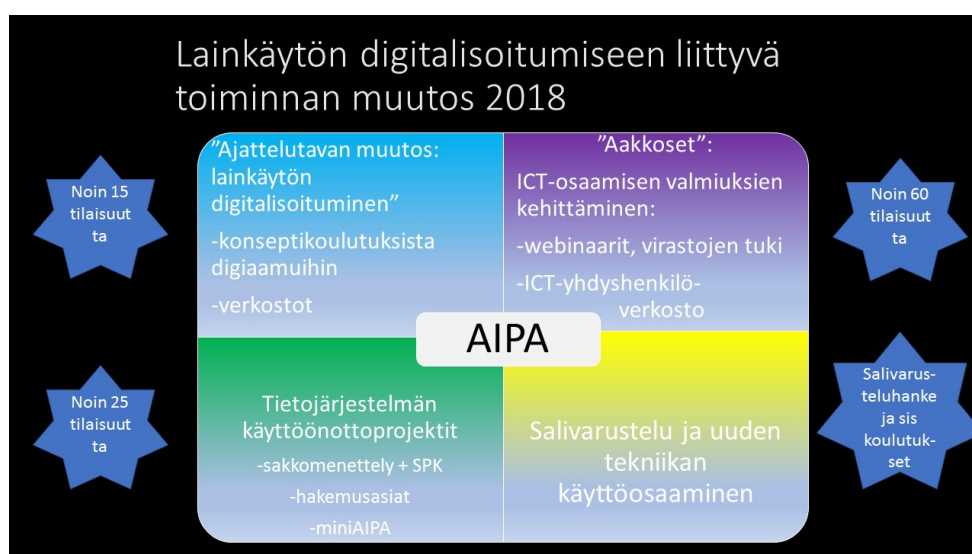 Lainkäytön digitalisoitumiseen liittyvä
toiminnan muutos 2018
Noin 15
tilaisuut
ta
”Ajattelutavan muutos:
lainkäytön
digitalisoituminen”
-konseptikoulutuksista
digiaamuihin
-verkostot
”Aakkoset”:
ICT-osaamisen valmiuksien
kehittäminen:
-webinaarit, virastojen tuki
-ICT-yhdyshenkilö-
verkosto
Noin 60
tilaisuut
ta
AIPA
Noin 25
tilaisuut
ta
Tietojärjestelmän
käyttöönottoprojektit
-sakkomenettely + SPK
-hakemusasiat
-miniAIPA
Salivarustelu ja uuden
tekniikan
käyttöosaaminen
Salivarus-
teluhanke
ja sis
koulutuk-
set